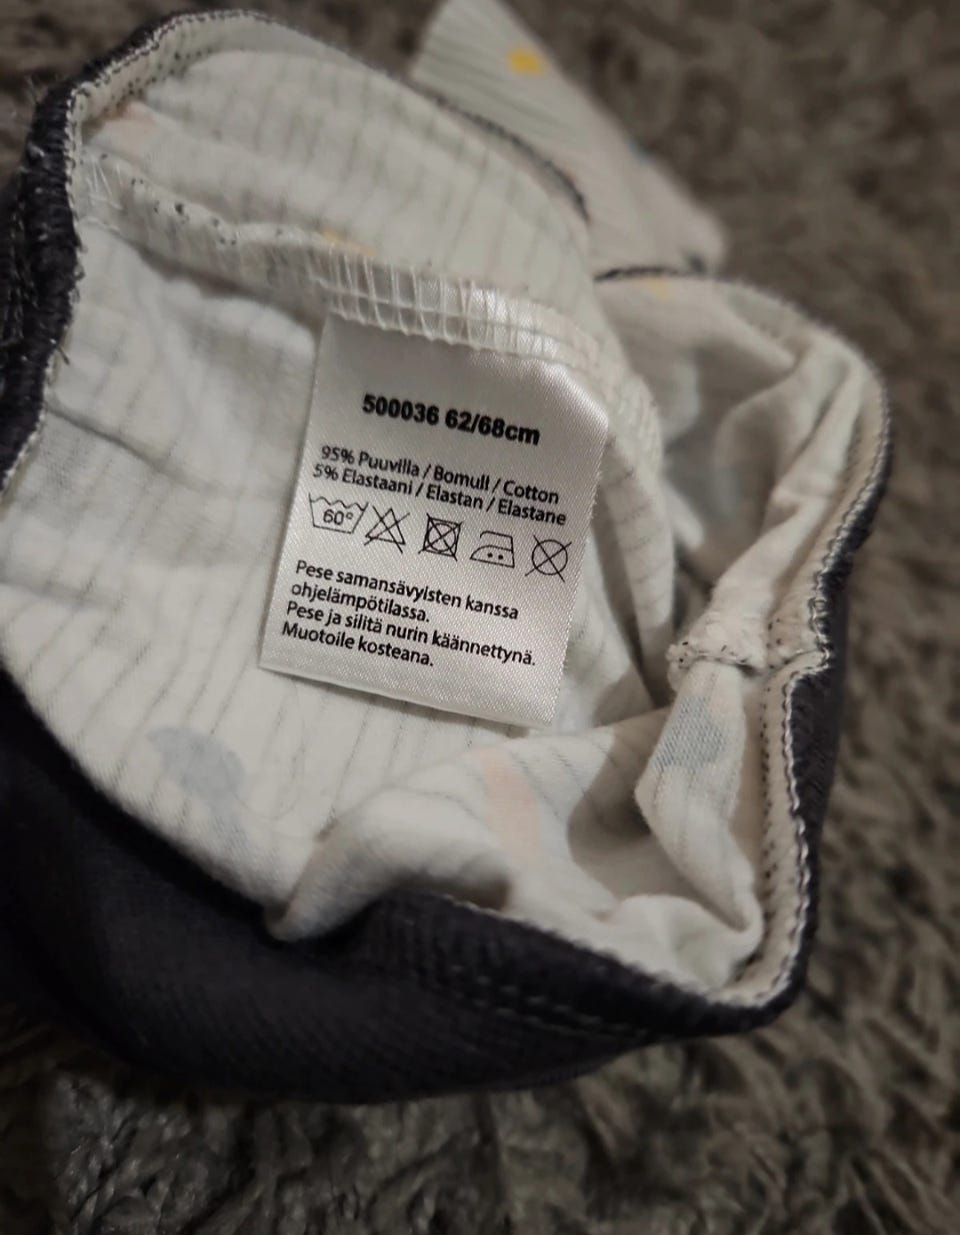 500036 62/68cm
95% Puuvilla / Bomull / Cotton
5% Elastaani / Elastan / Elastane
60°
Pese samansävyisten kanssa
ohjelämpötilassa.
Pese ja silitä nurin käännettynä.
Muotoile kosteana.